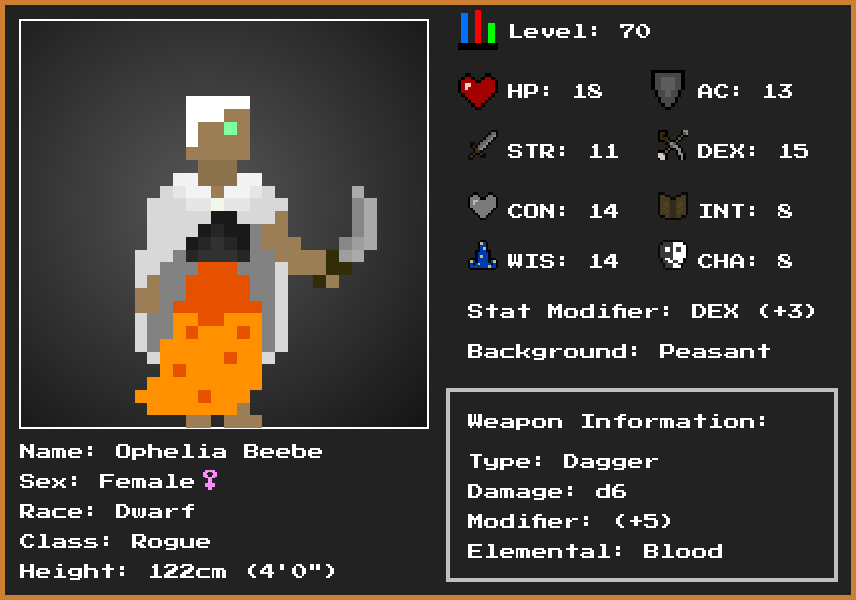 Level: 70
HP: 18 AC: 13
STR: 11 DEX: 15
CON: 14 INT: 8
WIS: 14 CHA: 8
Stat Modifier: DEX (+3)
Background: Peasant
Weapon Information:
Type: Dagger
Damage: d6
Modifier: (+5)
Elemental: Blood
Name: Ophelia Beebe
Sex: Female♀
Race: Dwarf
Class: Rogue
Height: 122cm (4'0")